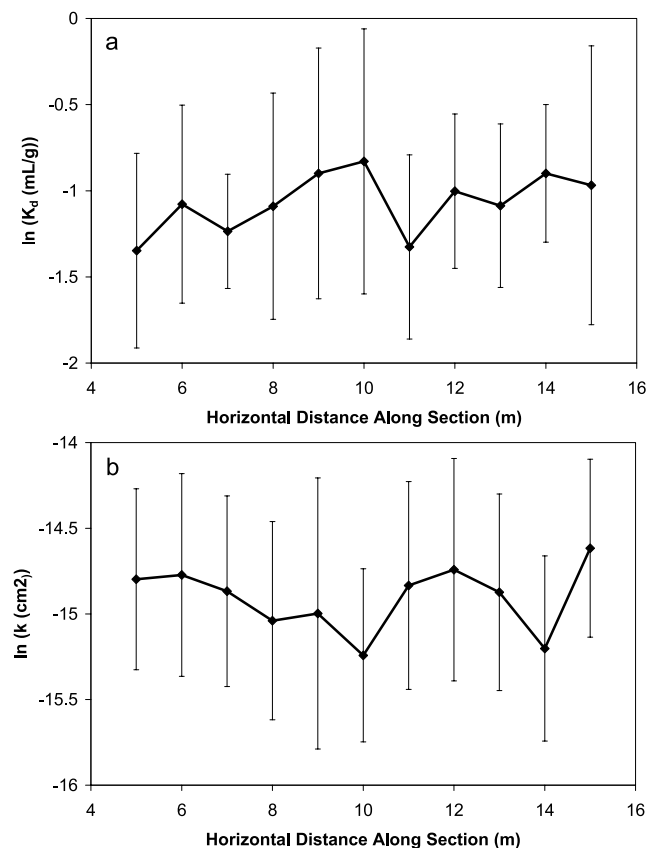 a
0
-0.5
-1
-1.5
-2
ln (Kd (mL/g))
4 6 8 10 12 14 16
Horizontal Distance Along Section (m)
b
-14
-14.5
-15
-15.5
-16
ln (k (cm2))
4 6 8 10 12 14 16
Horizontal Distance Along Section (m)